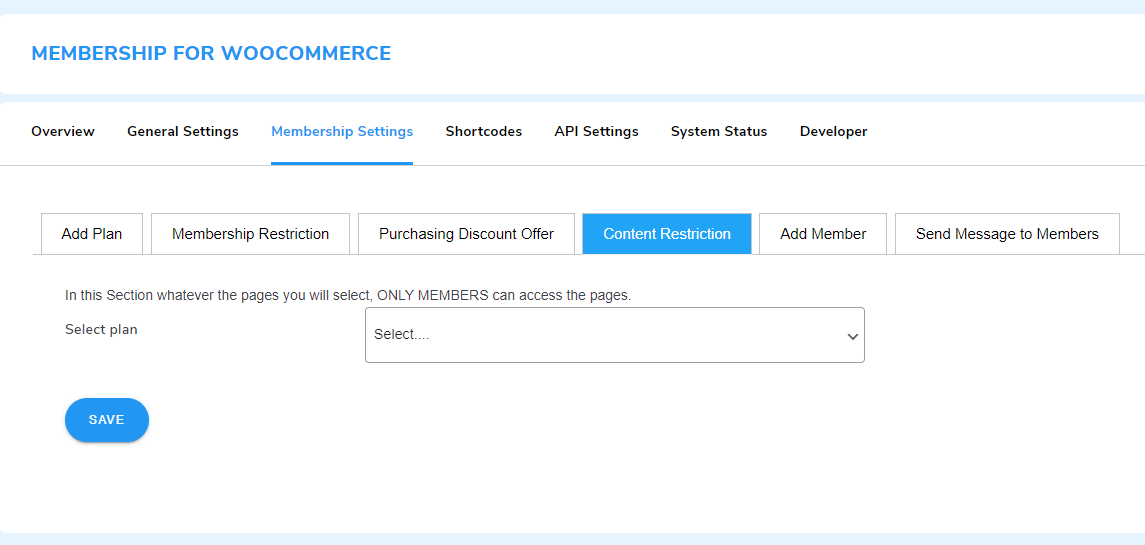 MEMBERSHIP FOR WOOCOMMERCE
Overview General Settings Membership Settings Shortcodes API Settings System Status Developer
Add Plan Membership Restriction Purchasing Discount Offer Content Restriction Add Member Send Message to Members
In this Section whatever the pages you will select, ONLY MEMBERS can access the pages.
Select plan Select....
SAVE